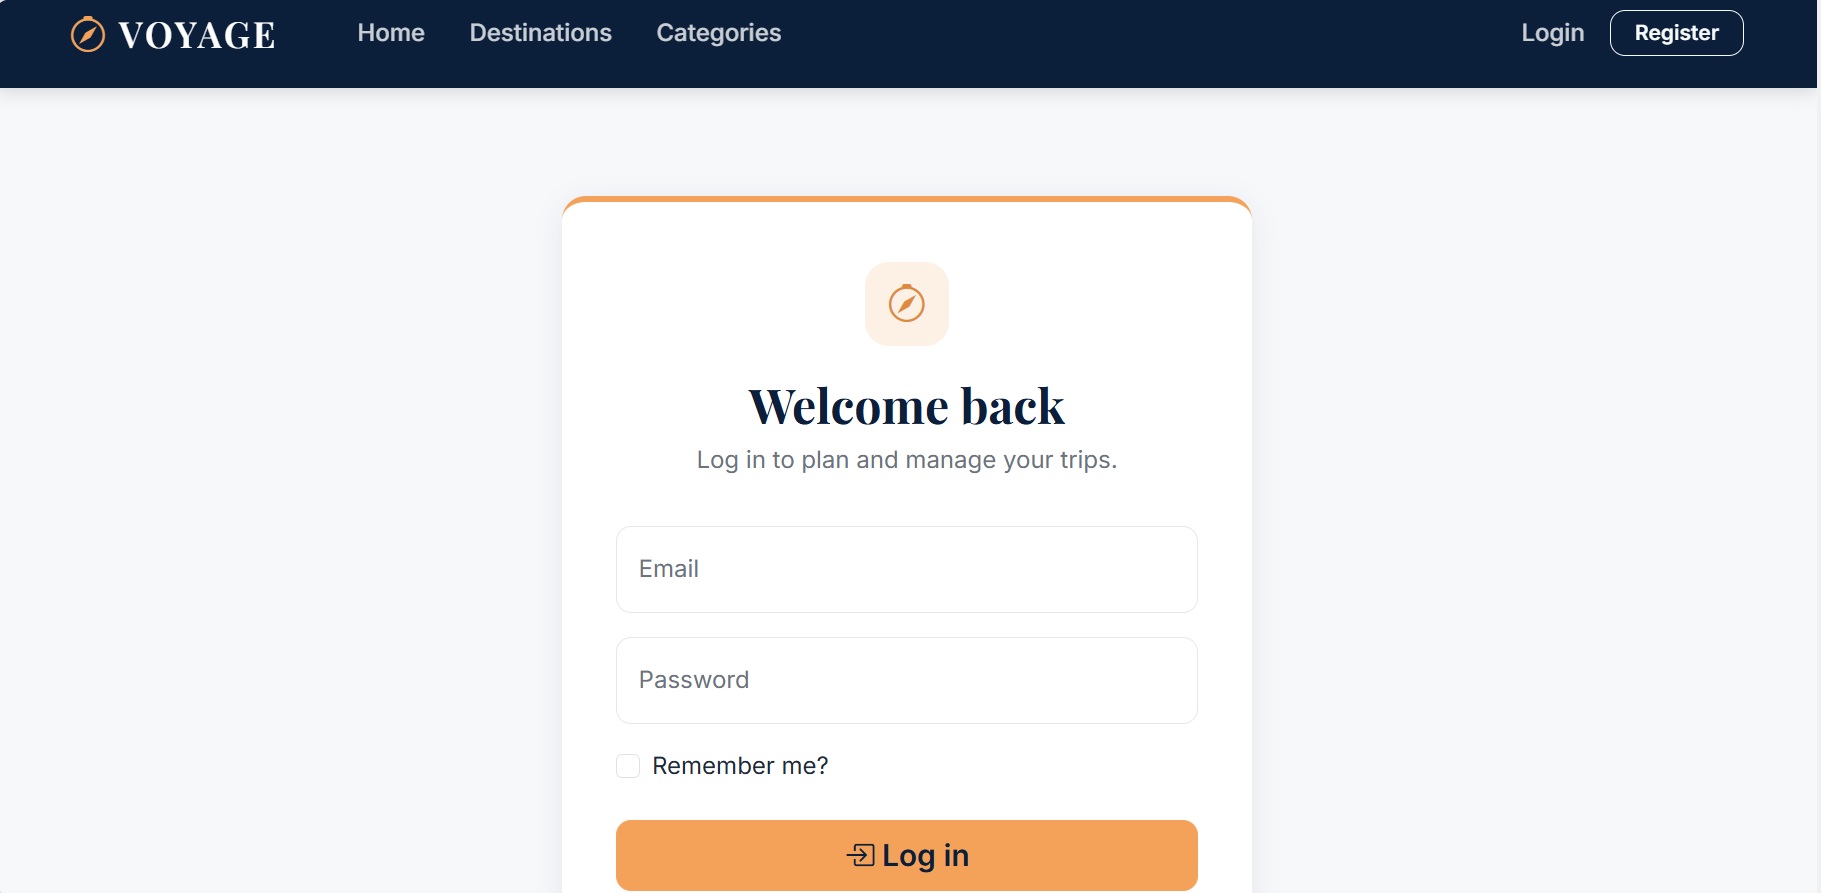 VOYAGE
Home
Destinations
Categories
Login
Register
Welcome back
Log in to plan and manage your trips.
Email
Password
Remember me?
Log in